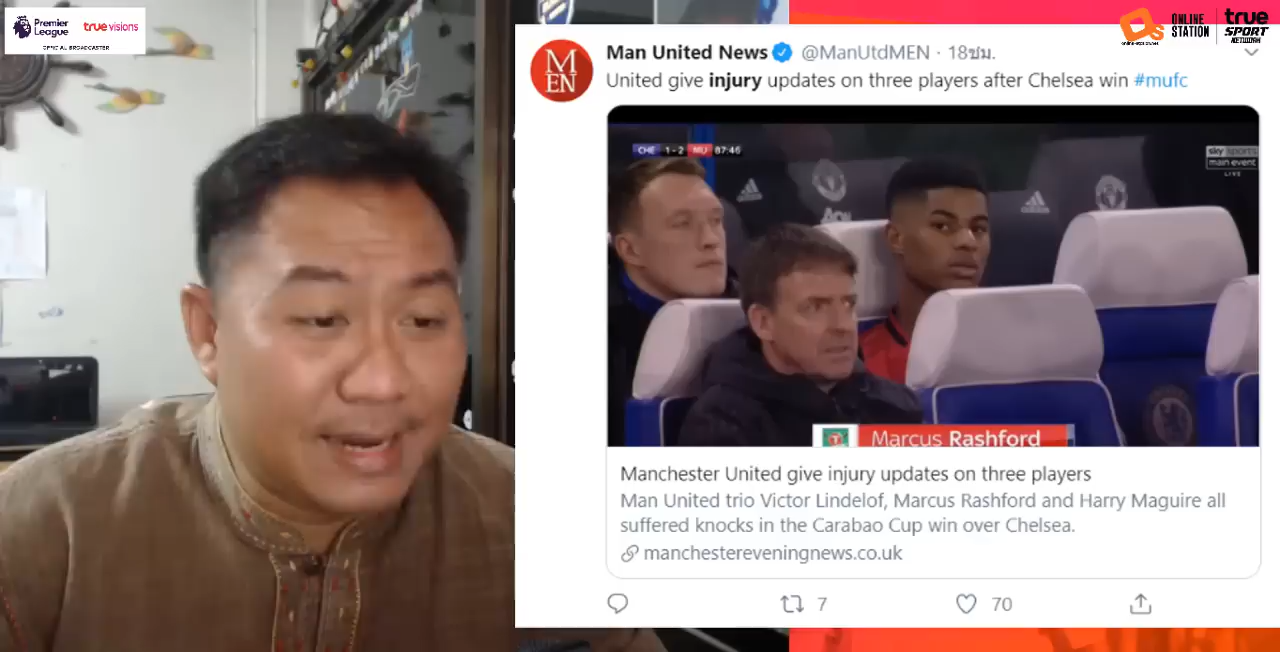 Premier League
true visions
OFFICIAL BROADCASTER
ONLINE STATION
true SPORT NETWORK
Man United News @ManUtdMEN · 18ชม.
M EN
United give injury updates on three players after Chelsea win #mufc
CHE 1-2 MU 87:46
sky sports
main event
LIVE
AON
Marcus Rashford
Manchester United give injury updates on three players
Man United trio Victor Lindelof, Marcus Rashford and Harry Maguire all
suffered knocks in the Carabao Cup win over Chelsea.
manchestereveningnews.co.uk
7
70